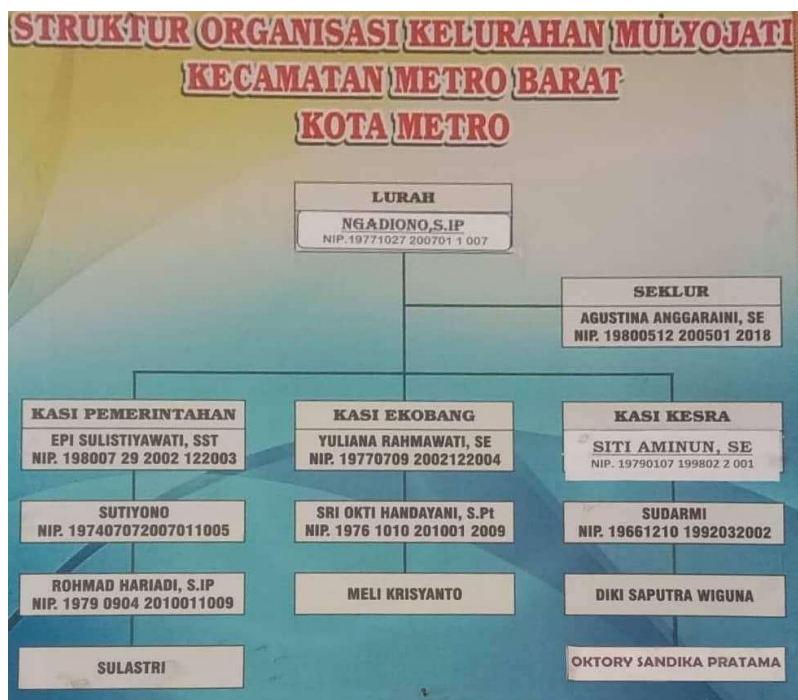 STRUKTUR ORGANISASI KELURAHAN MULYOJATI
KECAMATAN METRO BARAT
KOTA METRO
LURAH
NGADIONO,S.IP
NIP.19771027 200701 1 007
SEKLUR
AGUSTINA ANGGARAINI, SE
NIP. 19800512 200501 2018
KASI PEMERINTAHAN
EPI SULISTIYAWATI, SST
NIP. 198007 29 2002 122003
SUTIYONO
NIP. 197407072007011005
ROHMAD HARIADI, S.IP
NIP. 1979 0904 2010011009
SULASTRI
KASI EKOBANG
YULIANA RAHMAWATI, SE
NIP. 19770709 2002122004
SRI OKTI HANDAYANI, S.Pt
NIP. 1976 1010 201001 2009
MELI KRISYANTO
KASI KESRA
SITI AMINUN, SE
NIP. 19790107 199802 2 001
SUDARMI
NIP. 19661210 1992032002
DIKI SAPUTRA WIGUNA
OKTORY SANDIKA PRATAMA